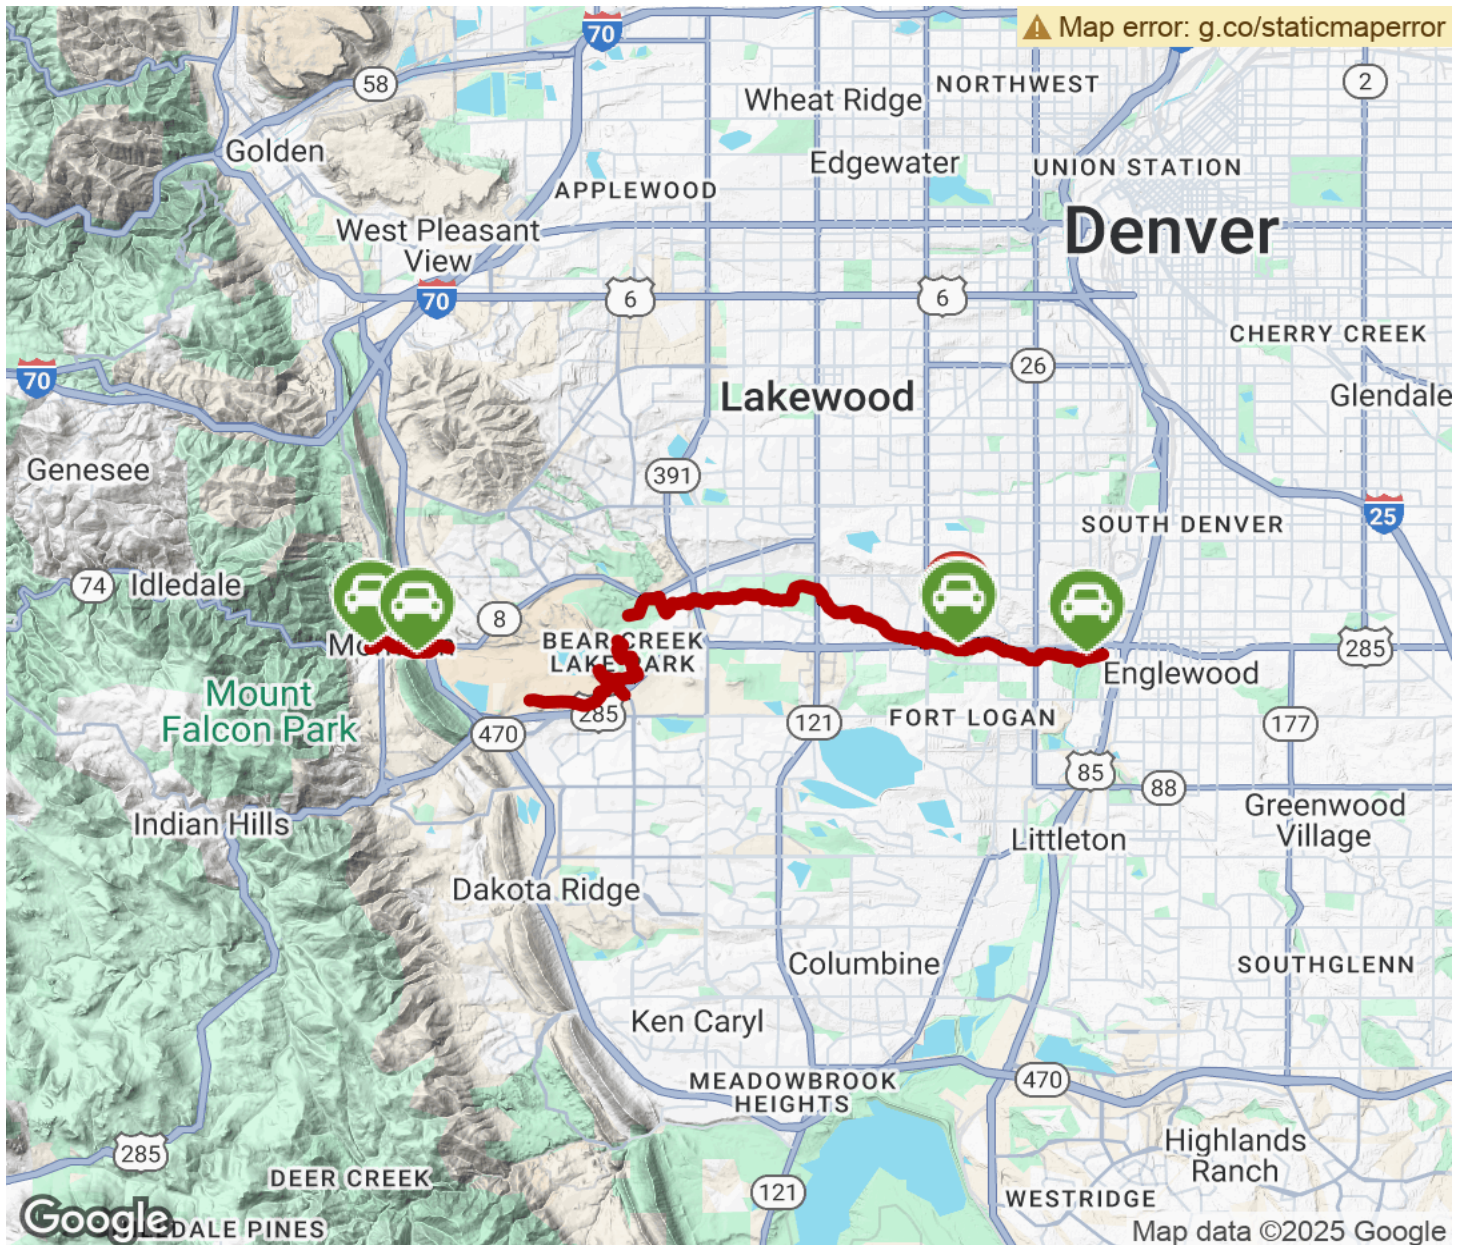 70
Map error: g.co/staticmaperror
58
NORTHWEST
2
Wheat Ridge
Golden
Edgewater
UNION STATION
APPLEWOOD
Denver
West Pleasant
View
70
6
6
CHERRY CREEK
26
70
Lakewood
Glendale
Genesee
391
25
SOUTH DENVER
74
Idledale
8
BEAR CREEK
LAKE PARK
285
Englewood
Mount
Falcon Park
285
470
121
FORT LOGAN
177
85
88
Indian Hills
Greenwood
Village
Littleton
Dakota Ridge
Columbine
SOUTHGLENN
Ken Caryl
MEADOWBROOK
HEIGHTS
470
285
Highlands
Ranch
DEER CREEK
121
WESTRIDGE
Google
PINES
Map data ©2025 Google